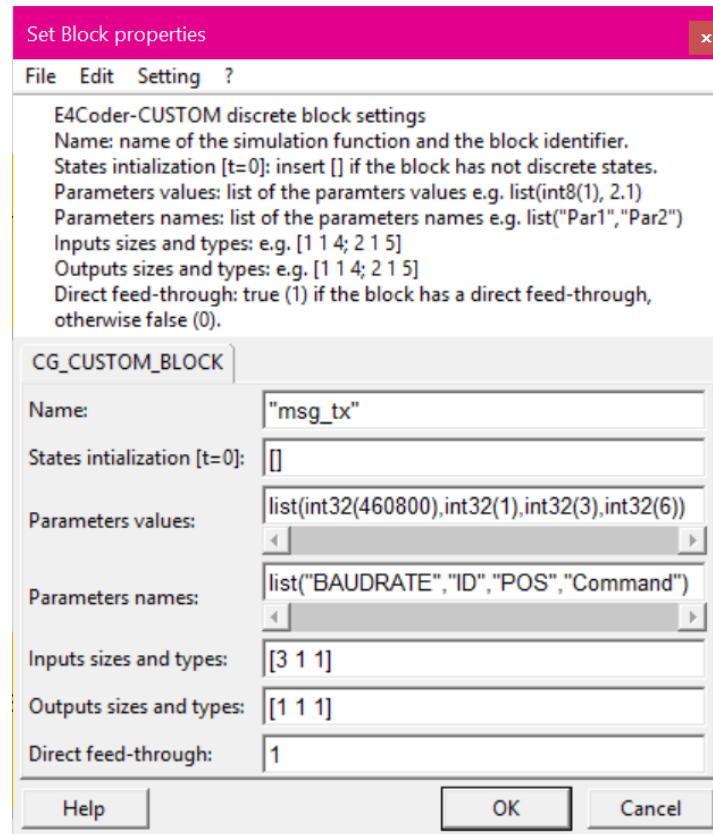 Set Block properties
x
File Edit Setting ?
E4Coder-CUSTOM discrete block settings
Name: name of the simulation function and the block identifier.
States intialization [t=0]: insert [] if the block has not discrete states.
Parameters values: list of the paramters values e.g. list(int8(1), 2.1)
Parameters names: list of the parameters names e.g. list("Par1","Par2")
Inputs sizes and types: e.g. [1 1 4; 2 1 5]
Outputs sizes and types: e.g. [1 1 4; 2 1 5]
Direct feed-through: true (1) if the block has a direct feed-through,
otherwise false (0).
CG_CUSTOM_BLOCK
Name: "msg_tx"
States intialization [t=0]: []
Parameters values: list(int32(460800),int32(1),int32(3),int32(6))
Parameters names: list("BAUDRATE","ID","POS","Command")
Inputs sizes and types: [3 1 1]
Outputs sizes and types: [1 1 1]
Direct feed-through: 1
Help OK Cancel